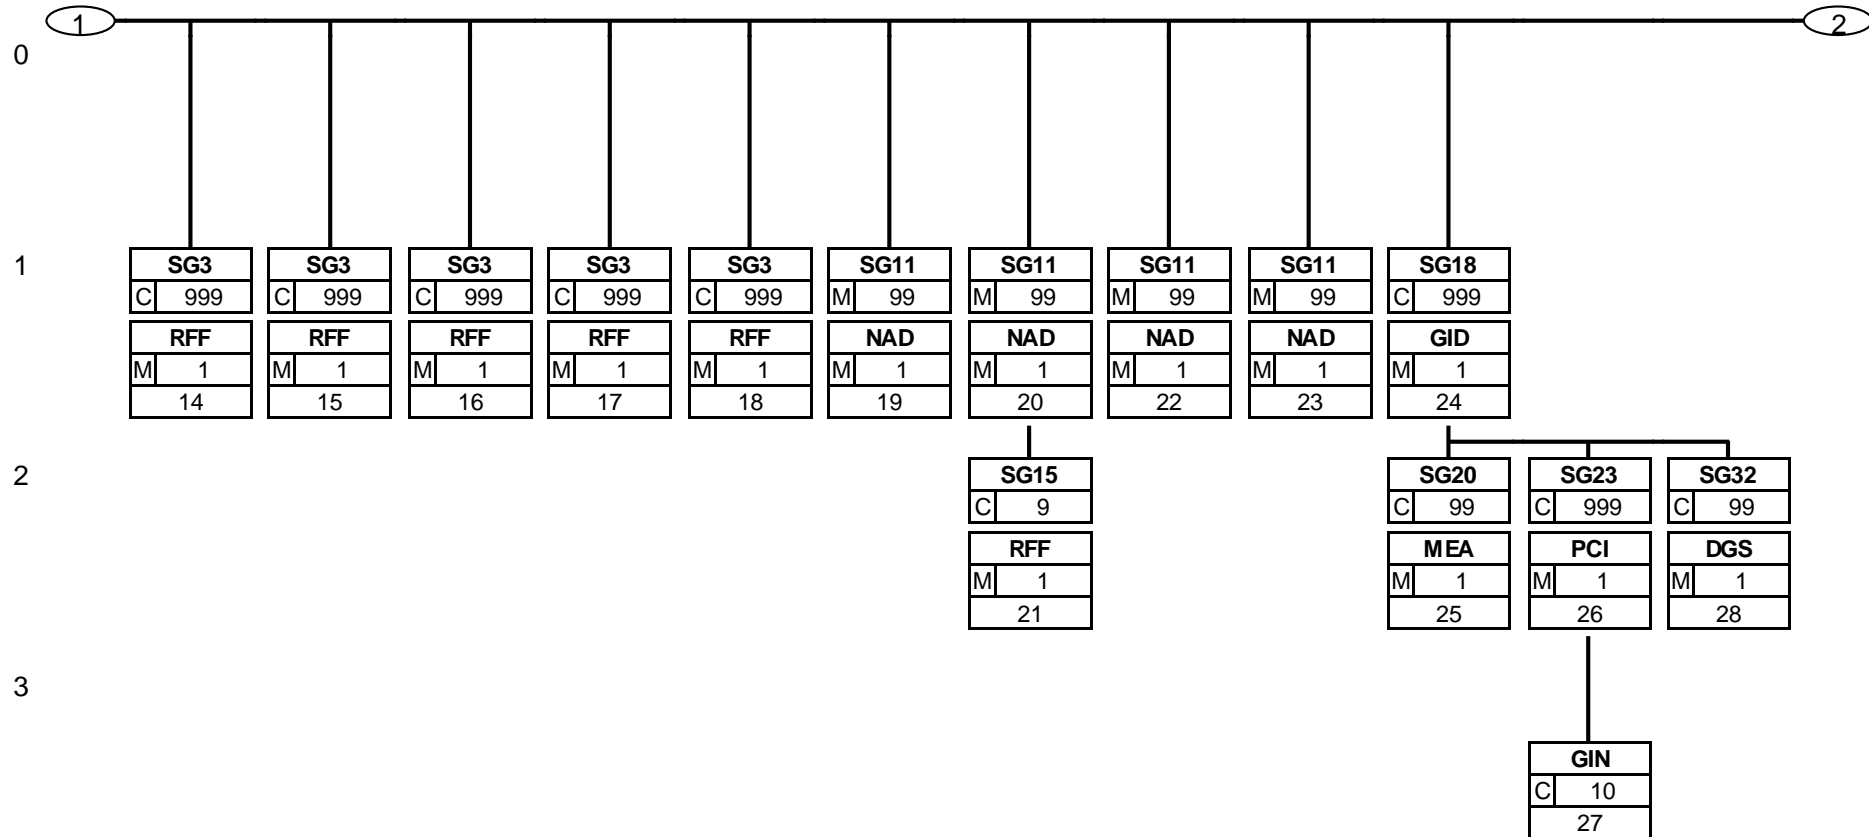 1 2
0
1
SG3 SG3 SG3 SG3 SG3 SG11 SG11 SG11 SG11 SG18
C 999 C 999 C 999 C 999 C 999 M 99 M 99 M 99 M 99 C 999
RFF RFF RFF RFF RFF NAD NAD NAD NAD GID
M 1 M 1 M 1 M 1 M 1 M 1 M 1 M 1 M 1 M 1
14 15 16 17 18 19 20 22 23 24
2
SG15 SG20 SG23 SG32
C 9 C 99 C 999 C 99
RFF MEA PCI DGS
M 1 M 1 M 1 M 1
21 25 26 28
3
GIN
C 10
27